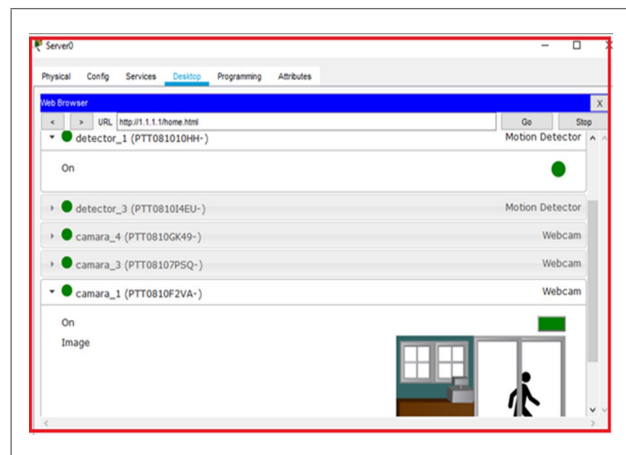 Server0
Physical Config Services Desktop Programming Attributes
Web Browser X
< > URL http://1.1.1.1/home.html Go Stop
detector_1 (PTT081010HH-) Motion Detector
On
detector_3 (PTT0810I4EU-) Motion Detector
camara_4 (PTT0810GK49-) Webcam
camara_3 (PTT08107PSQ-) Webcam
camara_1 (PTT0810F2VA-) Webcam
On
Image